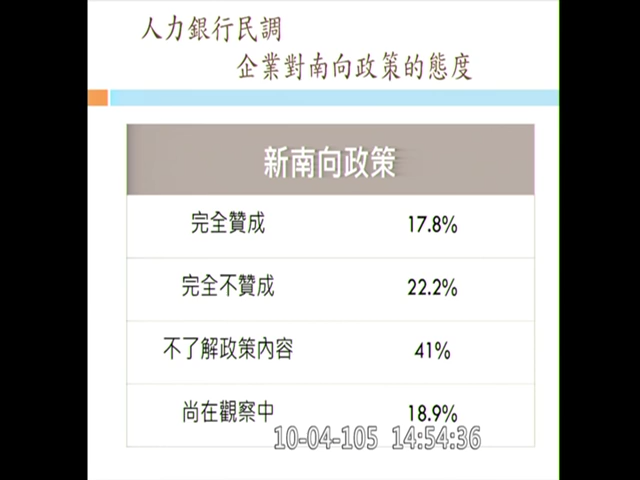 人力銀行民調
企業對南向政策的態度
新南向政策
完全贊成 17.8%
完全不贊成 22.2%
不了解政策內容 41%
尚在觀察中 18.9%
10-04-105 14:54:36